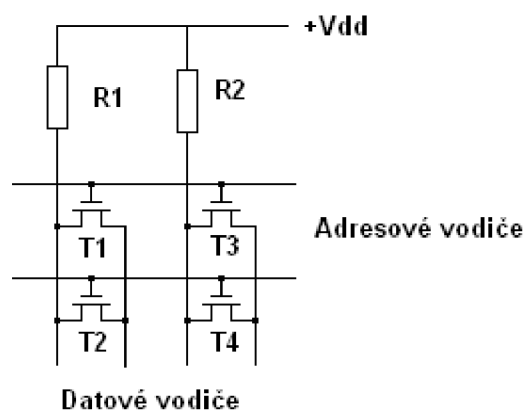 +Vdd
R1
R2
T1
T3
Adresové vodiče
T2
T4
Datové vodiče